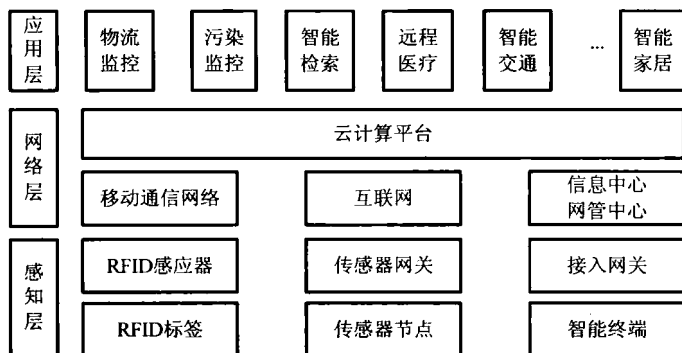 应用层
物流监控
污染监控
智能检索
远程医疗
智能交通
...
智能家居
网络层
云计算平台
移动通信网络
互联网
信息中心
网管中心
感知层
RFID感应器
传感器网关
接入网关
RFID标签
传感器节点
智能终端